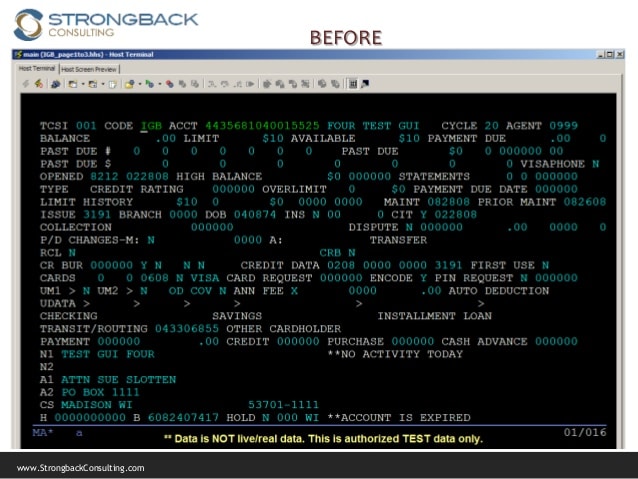 STRONGBACK
CONSULTING
BEFORE
main [IGB_page1to3.hhs] - Host Terminal
Host Terminal Host Screen Preview
TCSI 001 CODE IGB ACCT 4435681040015525 FOUR TEST GUI CYCLE 20 AGENT 0999
BALANCE .00 LIMIT $10 AVAILABLE $10 PAYMENT DUE .00 0
PAST DUE # 0 0 0 0 0 0 PAST DUE $0 0 000000 00
PAST DUE $ 0 0 0 0 0 0 0 VISAPHONE N
OPENED 8212 022808 HIGH BALANCE $0 000000 STATEMENTS 0 0 000000
TYPE CREDIT RATING 000000 OVERLIMIT 0 $0 PAYMENT DUE DATE 000000
LIMIT HISTORY $10 0 $0 0000 0000 MAINT 082808 PRIOR MAINT 082608
ISSUE 3191 BRANCH 0000 DOB 040874 INS N 00 0 CIT Y 022808
COLLECTION 000000 DISPUTE N 000000 .00 0000 0
P/D CHANGES-M: N 0000 A: TRANSFER
RCL N CRB N
CR BUR 000000 Y N N N CREDIT DATA 0208 0000 0000 3191 FIRST USE N
CARDS 0 0 0608 N VISA CARD REQUEST 000000 ENCODE Y PIN REQUEST N 000000
UM1 > N UM2 > N OD COV N ANN FEE X 0000 .00 AUTO DEDUCTION
UDATA > > > > > >
CHECKING SAVINGS INSTALLMENT LOAN
TRANSIT/ROUTING 043306855 OTHER CARDHOLDER
PAYMENT 000000 .00 CREDIT 000000 PURCHASE 000000 CASH ADVANCE 000000
N1 TEST GUI FOUR **NO ACTIVITY TODAY
N2
A1 ATTN SUE SLOTTEN
A2 PO BOX 1111
CS MADISON WI 53701-1111
H 0000000000 B 6082407417 HOLD N 000 WI **ACCOUNT IS EXPIRED
MA* a 01/016
** Data is NOT live/real data. This is authorized TEST data only.
www.StrongbackConsulting.com